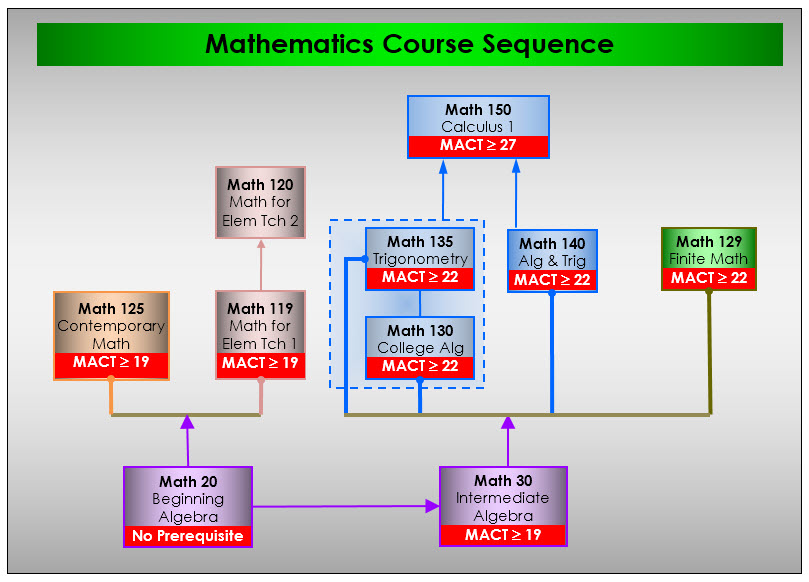 Mathematics Course Sequence
Math 150
Calculus 1
MACT ≥ 27
Math 120
Math for
Elem Tch 2
Math 135
Trigonometry
MACT ≥ 22
Math 140
Alg & Trig
MACT ≥ 22
Math 129
Finite Math
MACT ≥ 22
Math 125
Contemporary
Math
MACT ≥ 19
Math 119
Math for
Elem Tch 1
MACT ≥ 19
Math 130
College Alg
MACT ≥ 22
Math 20
Beginning
Algebra
No Prerequisite
Math 30
Intermediate
Algebra
MACT ≥ 19